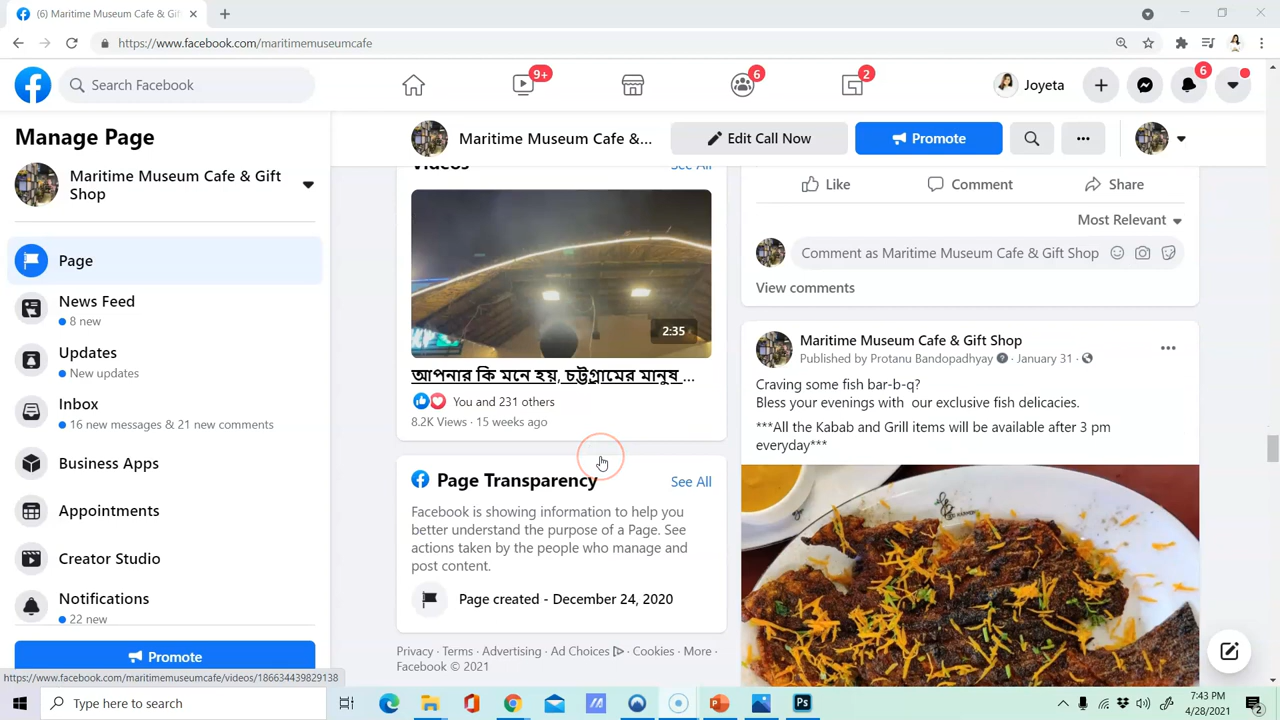 (6) Maritime Museum Cafe & Gif
https://www.facebook.com/maritimemuseumcafe
Search Facebook
9+
6
2
Joyeta
6
Manage Page
Maritime Museum Cafe & Gift
Shop
Page
News Feed
8 new
Updates
New updates
Inbox
16 new messages & 21 new comments
Business Apps
Appointments
Creator Studio
Notifications
22 new
Promote
https://www.facebook.com/maritimemuseumcafe/videos/186634439829138
Maritime Museum Cafe &...
Edit Call Now
Promote
Videos
See All
2:35
আপনার কি মনে হয়, চট্টগ্রামের মানুষ ...
You and 231 others
8.2K Views · 15 weeks ago
Page Transparency
See All
Facebook is showing information to help you
better understand the purpose of a Page. See
actions taken by the people who manage and
post content.
Page created - December 24, 2020
Privacy · Terms · Advertising · Ad Choices · Cookies · More ·
Facebook © 2021
Like
Comment
Share
Most Relevant
Comment as Maritime Museum Cafe & Gift Shop
View comments
Maritime Museum Cafe & Gift Shop
Published by Protanu Bandopadhyay · January 31 ·
Craving some fish bar-b-q?
Bless your evenings with our exclusive fish delicacies.
***All the Kabab and Grill items will be available after 3 pm
everyday***
Type here to search
7:43 PM
4/28/2021
2